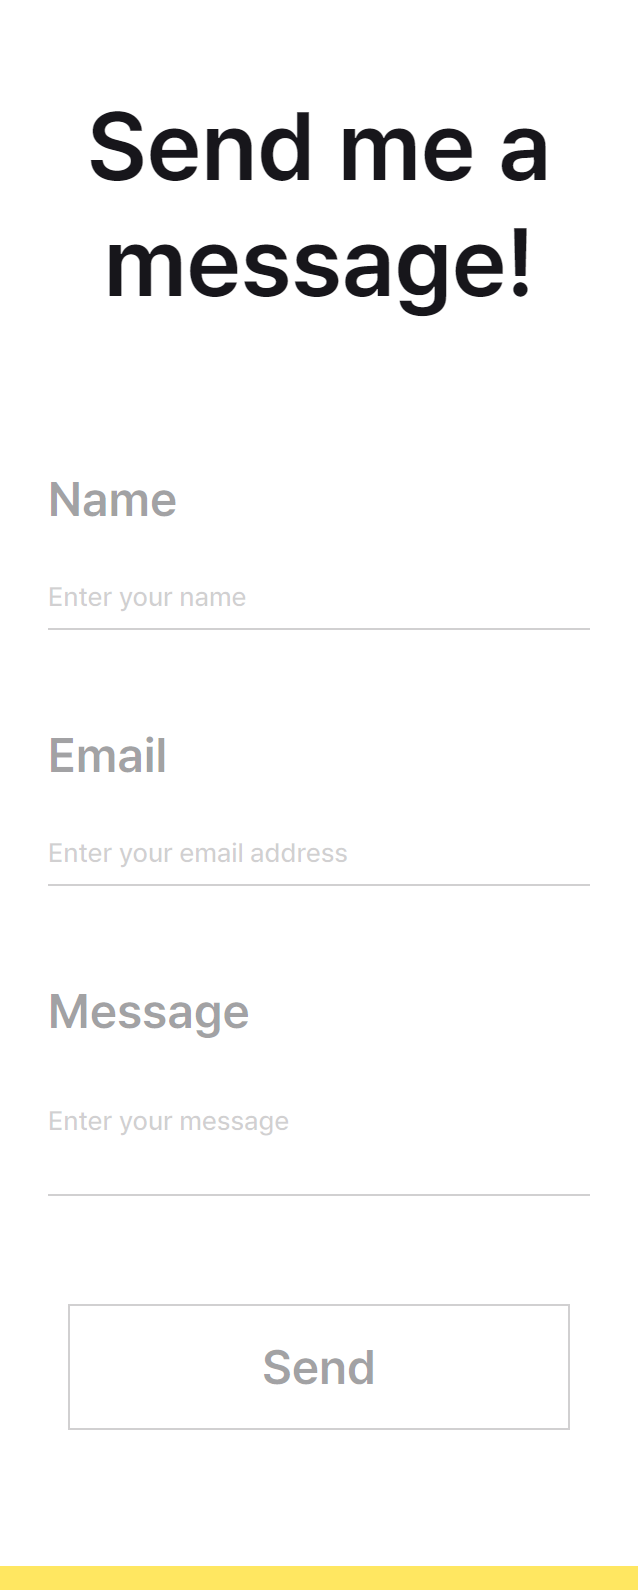 Send me a
message!
Name
Enter your name
Email
Enter your email address
Message
Enter your message
Send